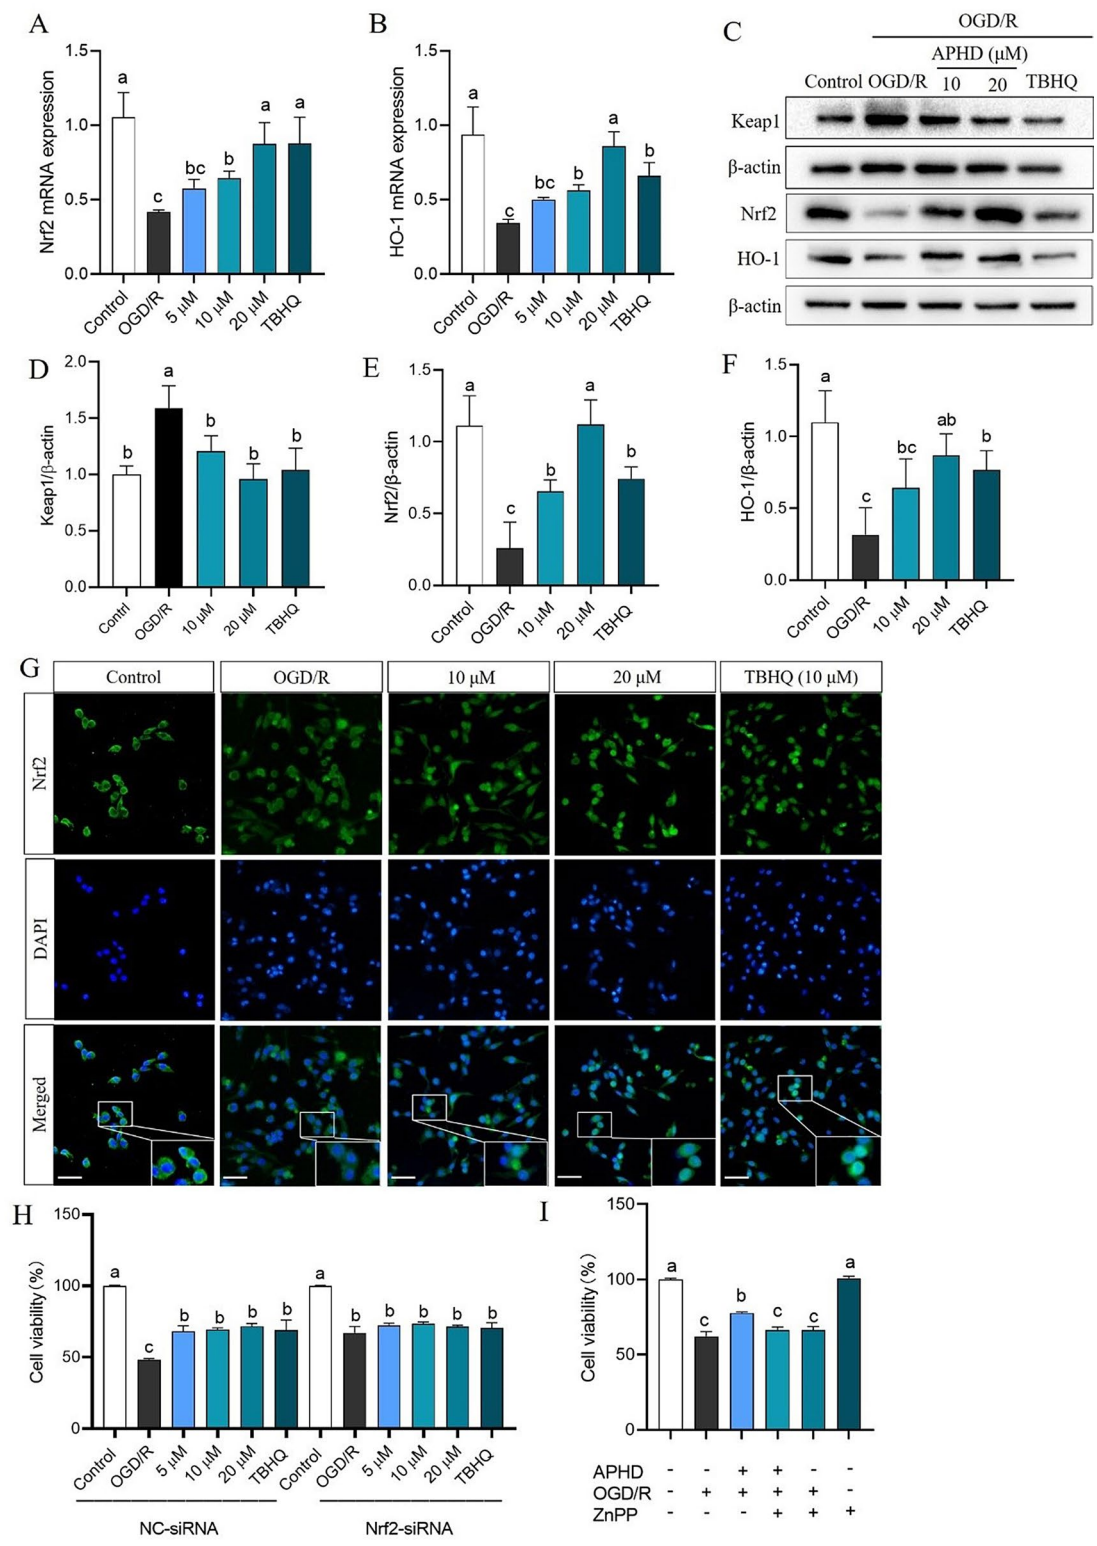 A
Nrf2 mRNA expression
1.5
1.0
0.5
0.0
a
c
bc
b
a
a
Control
OGD/R
5 μM
10 μM
20 μM
TBHQ
B
HO-1 mRNA expression
1.5
1.0
0.5
0.0
a
c
bc
b
a
b
Control
OGD/R
5 μM
10 μM
20 μM
TBHQ
C
OGD/R
APHD (μM)
Control OGD/R 10 20 TBHQ
Keap1
β-actin
Nrf2
HO-1
β-actin
D
Keap1/β-actin
2.0
1.5
1.0
0.5
0.0
b
a
b
b
b
Contrl
OGD/R
10 μM
20 μM
TBHQ
E
Nrf2/β-actin
1.5
1.0
0.5
0.0
a
c
b
a
b
Control
OGD/R
10 μM
20 μM
TBHQ
F
HO-1/β-actin
1.5
1.0
0.5
0.0
a
c
bc
ab
b
Control
OGD/R
10 μM
20 μM
TBHQ
G
Control OGD/R 10 μM 20 μM TBHQ (10 μM)
Nrf2
DAPI
Merged
H
Cell viability (%)
150
100
50
0
a
c
b
b
b
b
a
b
b
b
b
b
Control
OGD/R
5 μM
10 μM
20 μM
TBHQ
Control
OGD/R
5 μM
10 μM
20 μM
TBHQ
NC-siRNA
Nrf2-siRNA
I
Cell viability (%)
150
100
50
0
a
c
b
c
c
a
APHD - - + + - -
OGD/R - + + + + -
ZnPP - - - + + +